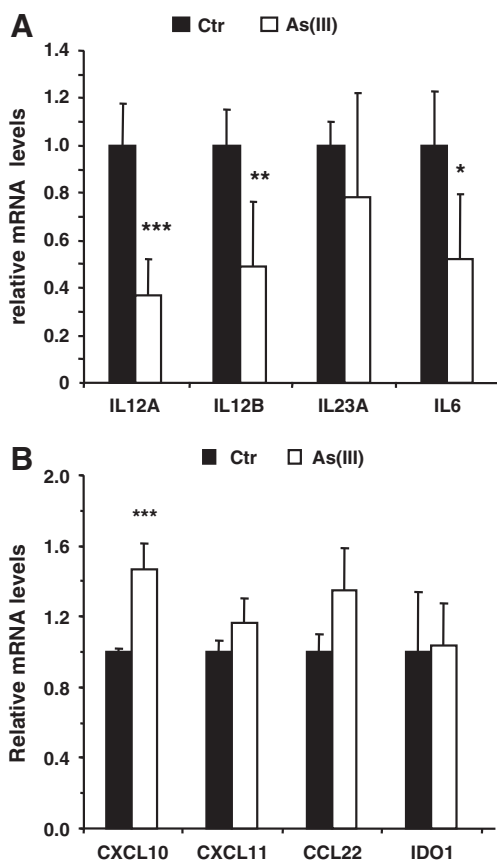 A
Ctr As(III)
relative mRNA levels
1.4
1.2
1.0
0.8
0.6
0.4
0.2
0
***
**
*
IL12A IL12B IL23A IL6
B
Ctr As(III)
Relative mRNA levels
2.0
1.6
1.2
0.8
0.4
0.0
***
CXCL10 CXCL11 CCL22 IDO1